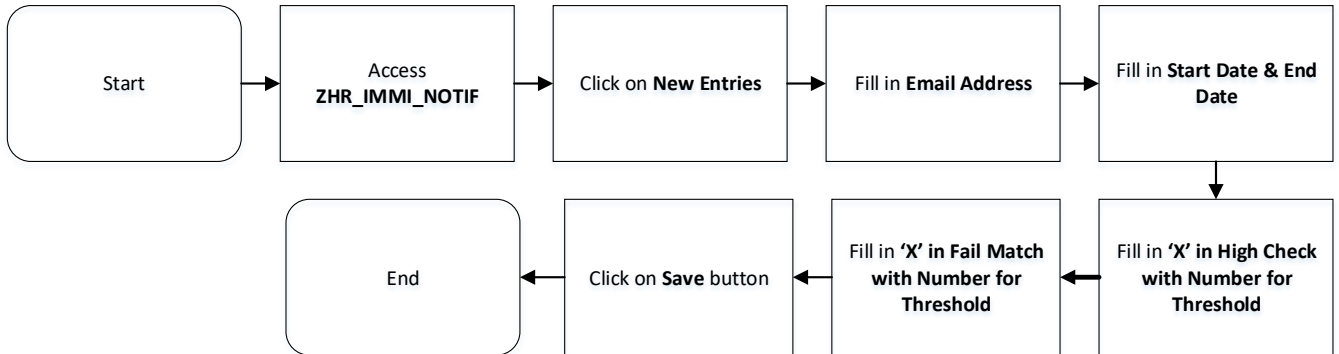 Start
Access
ZHR_IMMI_NOTIF
Click on New Entries
Fill in Email Address
Fill in Start Date & End
Date
Fill in ‘X’ in High Check
with Number for
Threshold
Fill in ‘X’ in Fail Match
with Number for
Threshold
Click on Save button
End